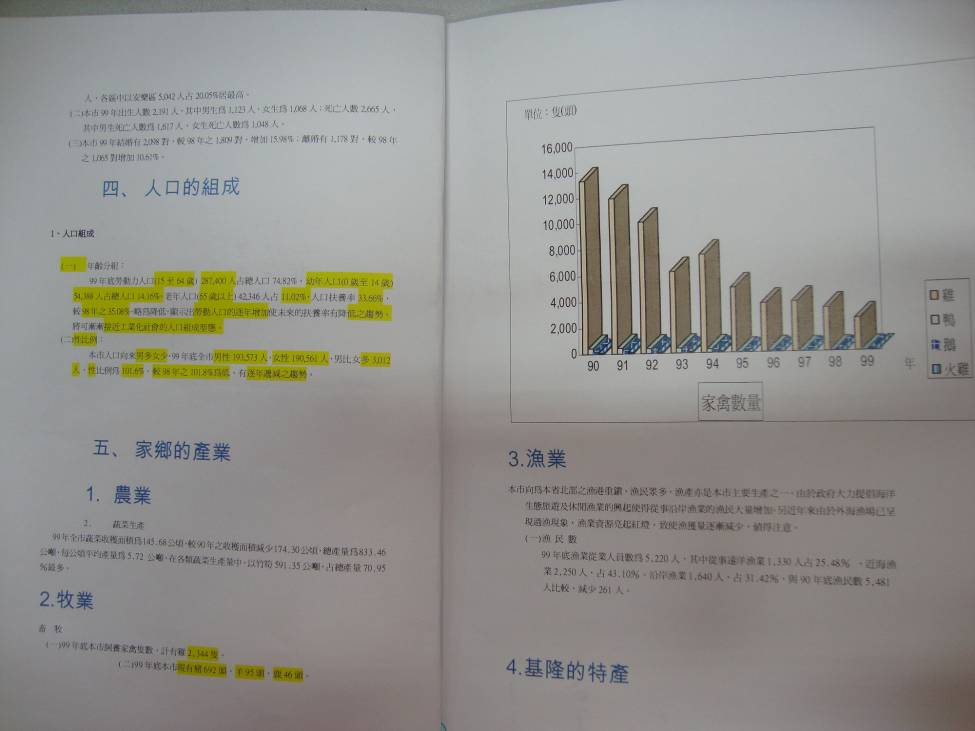 人，各區中以安樂區 5,042 人占 20.05%居最高。
(二)本市 99 年出生人數 2,191 人，其中男生為 1,123 人，女生為 1,068 人；死亡人數 2,665 人，
其中男生死亡人數為 1,617 人，女生死亡人數為 1,048 人。
(三)本市 99 年結婚有 2,098 對，較 98 年之 1,809 對，增加 15.98%；離婚有 1,178 對，較 98 年
之 1,065 對增加 10.61%。
四、 人口的組成
1、人口組成
(一) 年齡分組：
99 年底勞動力人口(15 至 64 歲) 287,400 人占總人口 74.82%，幼年人口(0 歲至 14 歲)
54,388 人占總人口 14.16%，老年人口(65 歲以上) 42,346 人占 11.02%，人口扶養率 33.66%，
較 98 年之 35.08%略為降低，顯示出勞動人口的逐年增加使未來的扶養率有降低之趨勢，
將可漸漸接近工業化社會的人口組成型態。
(二)性比例：
本市人口向來男多女少，99 年底全市男性 193,573 人，女性 190,561 人，男比女多 3,012
人，性比例為 101.6%，較 98 年之 101.8%為低，有逐年遞減之趨勢。
五、 家鄉的產業
1. 農業
2. 蔬菜生產
99 年全市蔬菜收穫面積為145.68公頃，較90年之收穫面積減少174.30公頃，總產量為833.46
公噸，每公頃平均產量為 5.72 公噸，在各類蔬菜生產量中，以竹筍 591.35 公噸，占總產量 70.95
%最多。
2.牧業
畜 牧
(一)99 年底本市飼養家禽隻數，計有雞 2,344 隻。
(二)99 年底本市現有豬 692 頭，羊 95 頭，鹿 46 頭。
單位：隻(頭)
16,000
14,000
12,000
10,000
8,000
6,000
4,000
2,000
0
90 91 92 93 94 95 96 97 98 99 年
雞
鴨
鵝
火雞
家禽數量
3.漁業
本市向為本省北部之漁港重鎮，漁民眾多，漁產亦是本市主要生產之一，由於政府大力提倡海洋
生態旅遊及休閒漁業的興起使得從事沿岸漁業的漁民大量增加，另近年來由於外海漁場已呈
現過漁現象，漁業資源亮起紅燈，致使漁獲量逐漸減少，值得注意。
(一)漁 民 數
99 年底漁業從業人員數為 5,220 人，其中從事遠洋漁業 1,330 人占 25.48% ，近海漁
業 2,250 人，占 43.10%，沿岸漁業 1,640 人，占 31.42%，與 90 年底漁民數 5,481
人比較，減少 261 人。
4.基隆的特產